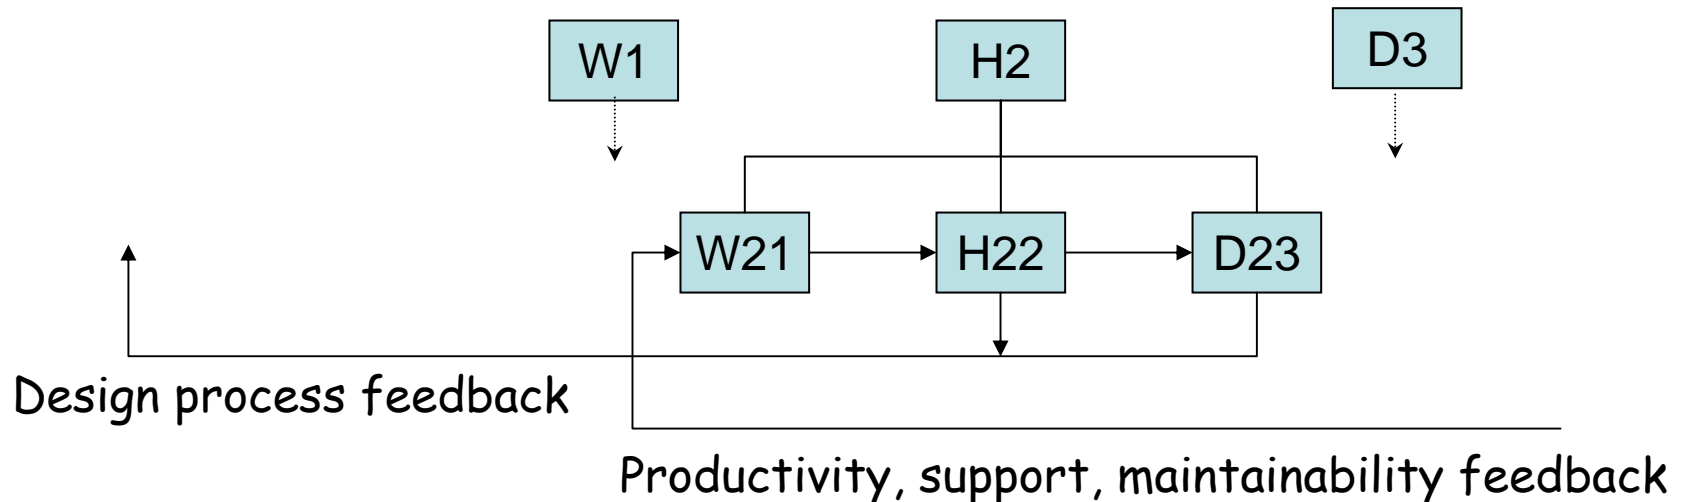 W1
H2
D3
W21
H22
D23
Design process feedback
Productivity, support, maintainability feedback